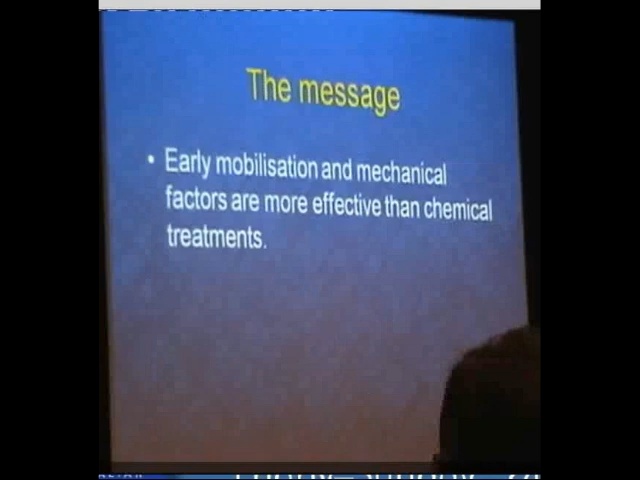 The message
• Early mobilisation and mechanical
factors are more effective than chemical
treatments.